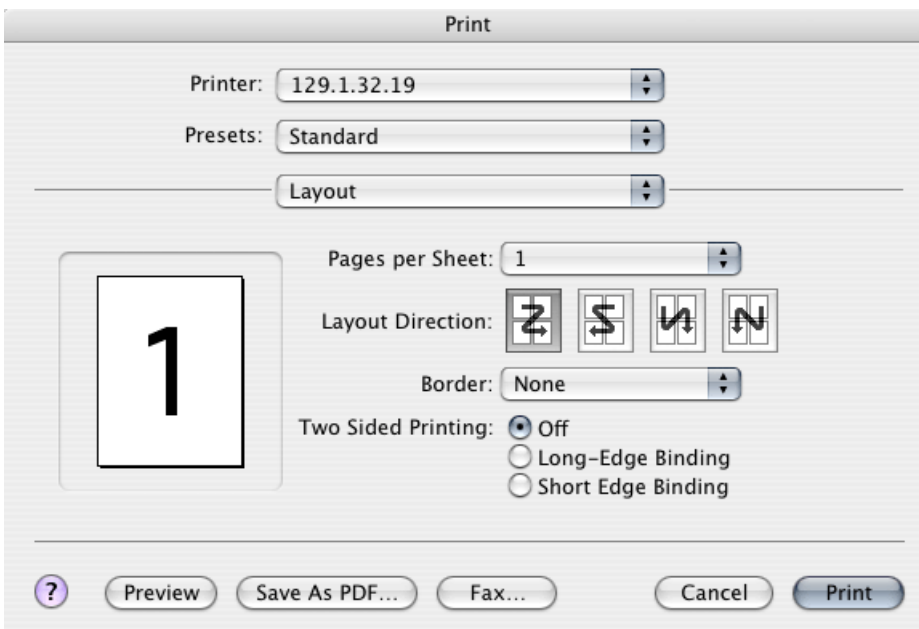 Print
Printer: 129.1.32.19
Presets: Standard
Layout
Pages per Sheet: 1
1
Layout Direction:
Border: None
Two Sided Printing: Off
Long-Edge Binding
Short Edge Binding
? Preview Save As PDF... Fax... Cancel Print